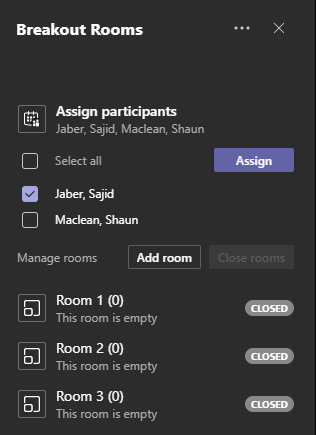 Breakout Rooms
Assign participants
Jaber, Sajid, Maclean, Shaun
Select all
Assign
Jaber, Sajid
Maclean, Shaun
Manage rooms
Add room
Close rooms
Room 1 (0)
This room is empty
CLOSED
Room 2 (0)
This room is empty
CLOSED
Room 3 (0)
This room is empty
CLOSED